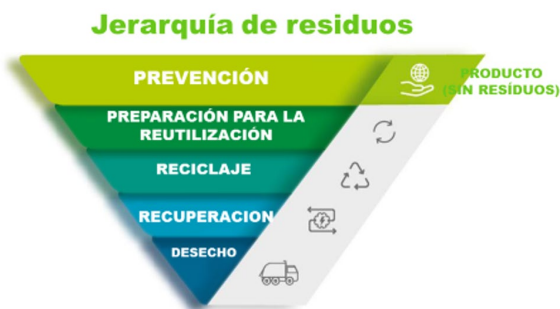 Jerarquía de residuos
PREVENCIÓN
PRODUCTO
(SIN RESÍDUOS)
PREPARACIÓN PARA LA
REUTILIZACIÓN
RECICLAJE
RECUPERACION
DESECHO